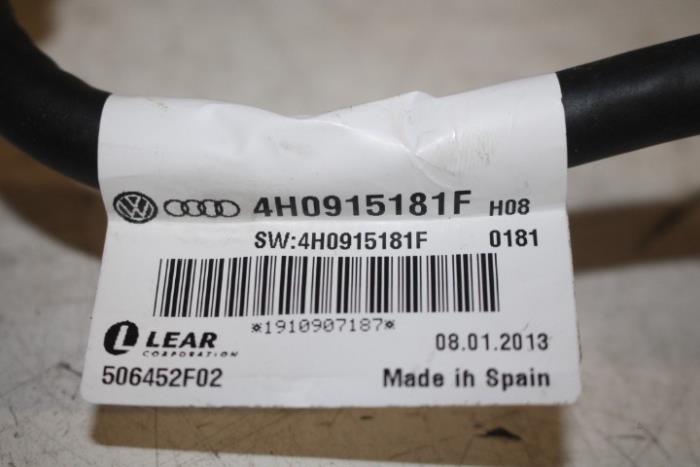 4H0915181F H08
SW:4H0915181F 0181
*1910907187*
LEAR
CORPORATION
08.01.2013
506452F02
Made ih Spain